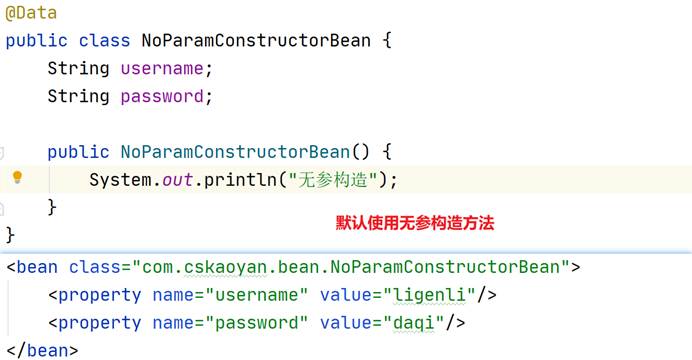 @Data
public class NoParamConstructorBean {
    String username;
    String password;
    public NoParamConstructorBean() {
        System.out.println("无参构造");
    }
默认使用无参构造方法
}
<bean class="com.cskaoyan.bean.NoParamConstructorBean">
    <property name="username" value="ligenli"/>
    <property name="password" value="daqi"/>
</bean>